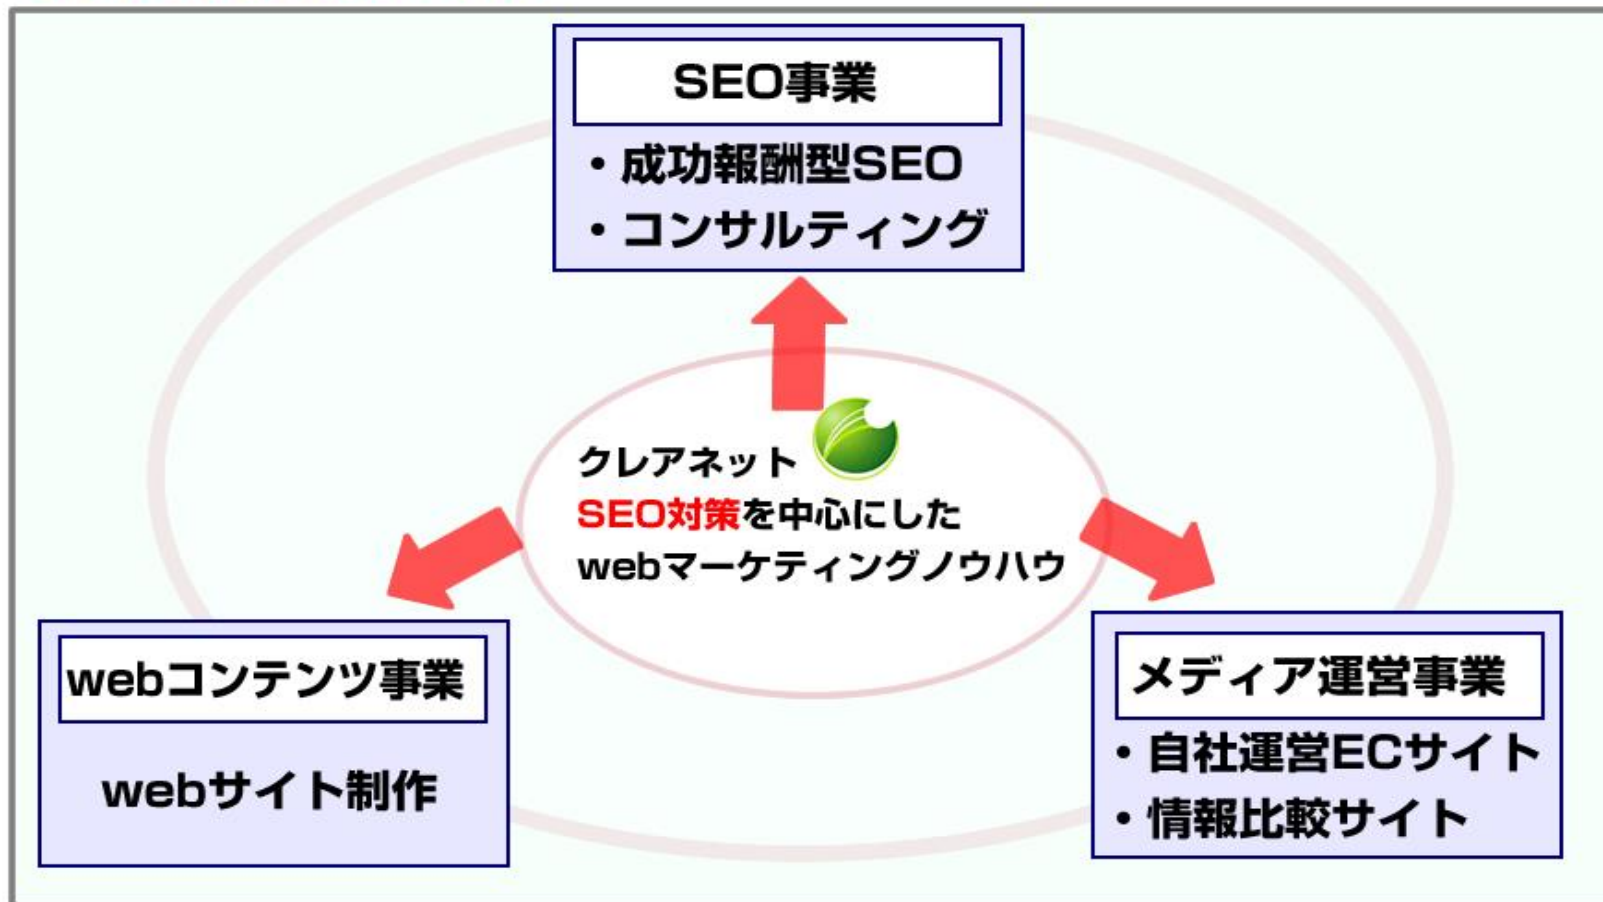 SEO事業
・成功報酬型SEO
・コンサルティング
クレアネット
SEO対策を中心にした
webマーケティングノウハウ
webコンテンツ事業
webサイト制作
メディア運営事業
・自社運営ECサイト
・情報比較サイト